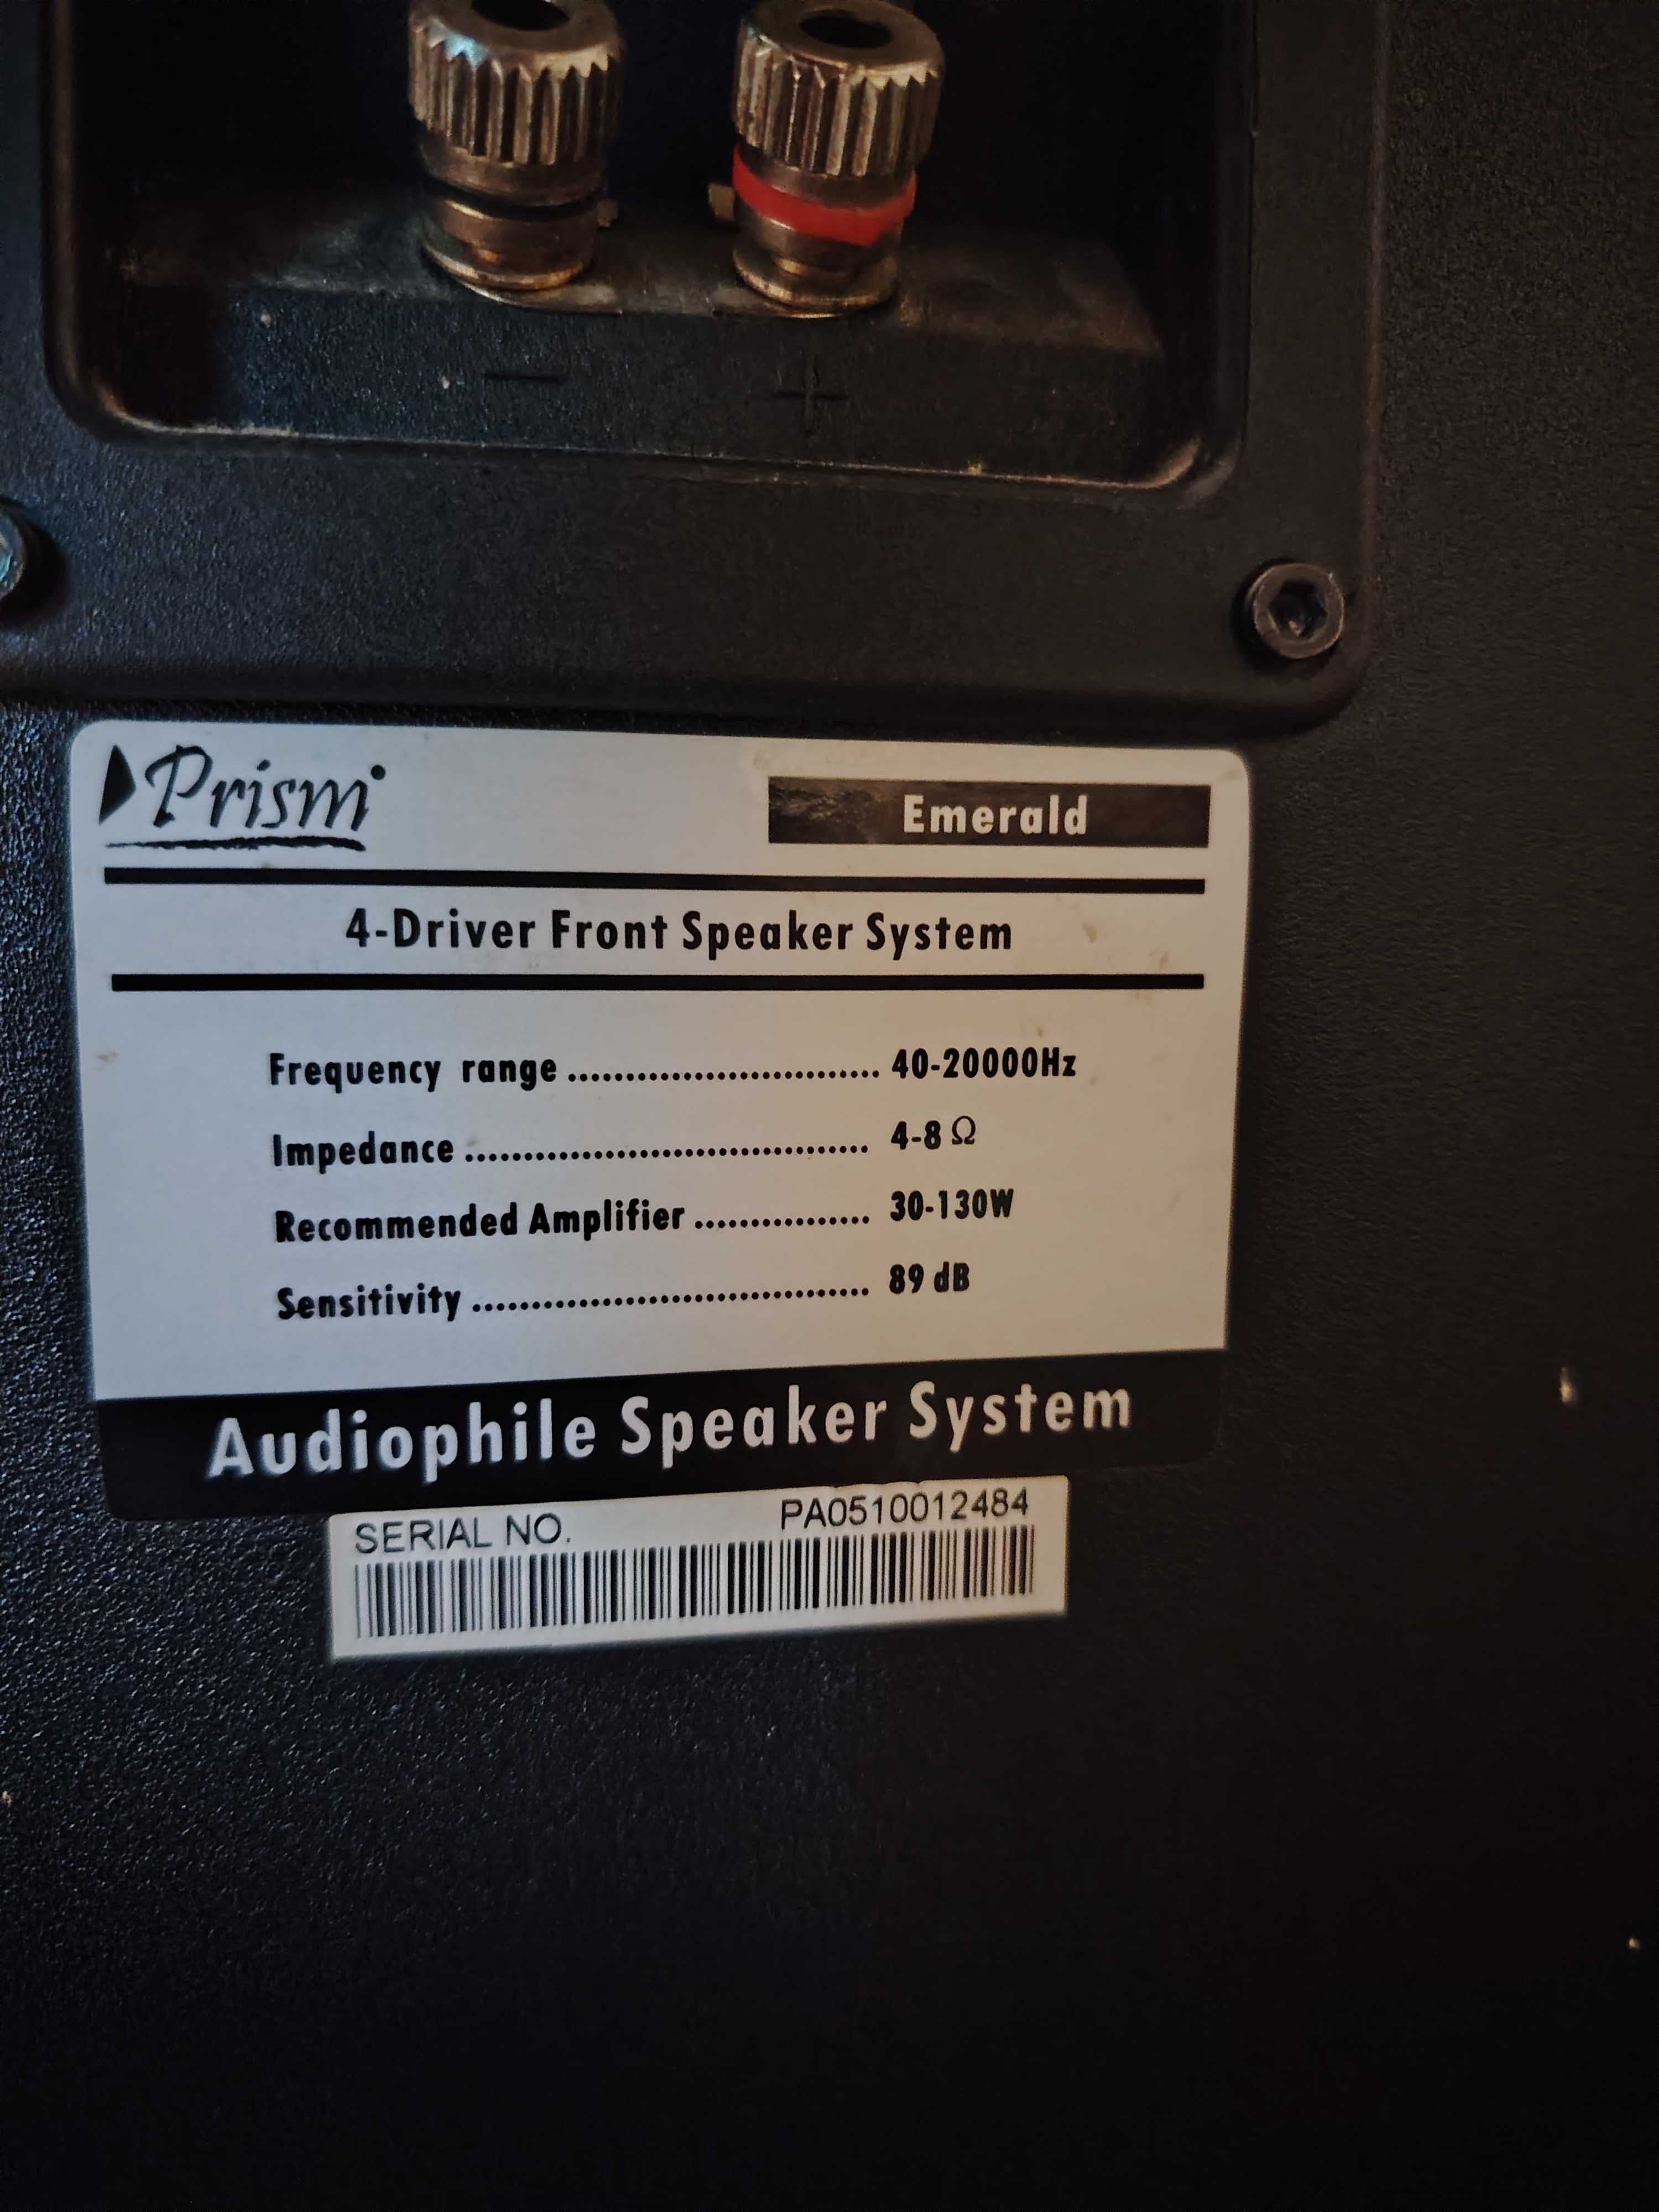 Prism
Emerald
4-Driver Front Speaker System
Frequency range .......................... 40-20000Hz
Impedance .................................. 4-8 Ω
Recommended Amplifier ............... 30-130W
Sensitivity .................................. 89 dB
Audiophile Speaker System
SERIAL NO. PA0510012484
− +